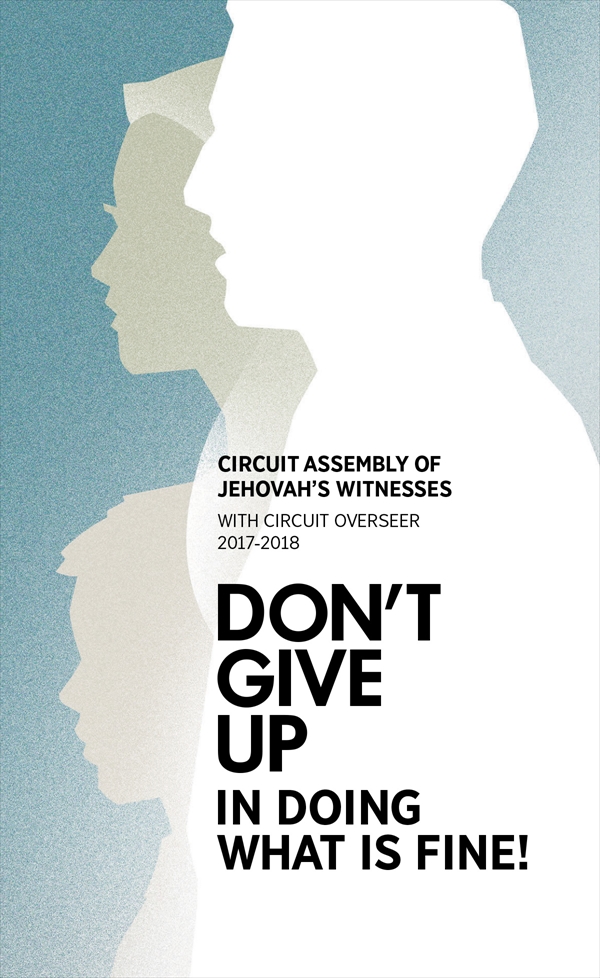 CIRCUIT ASSEMBLY OF
JEHOVAH’S WITNESSES
WITH CIRCUIT OVERSEER
2017-2018
DON’T
GIVE
UP
IN DOING
WHAT IS FINE!